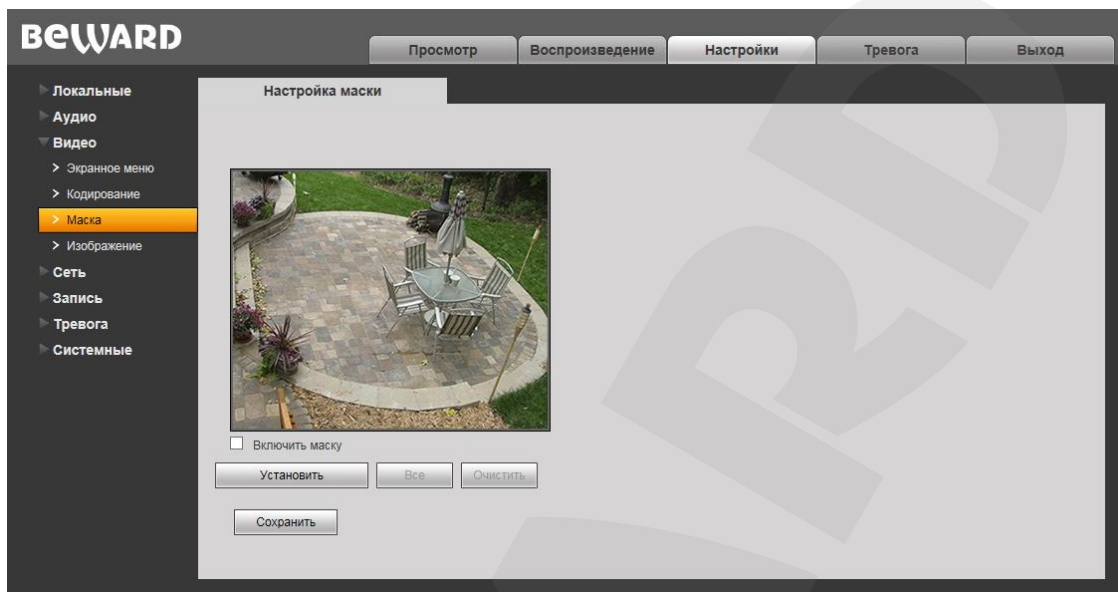 BEWARD
Просмотр
Воспроизведение
Настройки
Тревога
Выход
Локальные
Аудио
Видео
> Экранное меню
> Кодирование
> Маска
> Изображение
Сеть
Запись
Тревога
Системные
Настройка маски
Включить маску
Установить
Все
Очистить
Сохранить
ARD